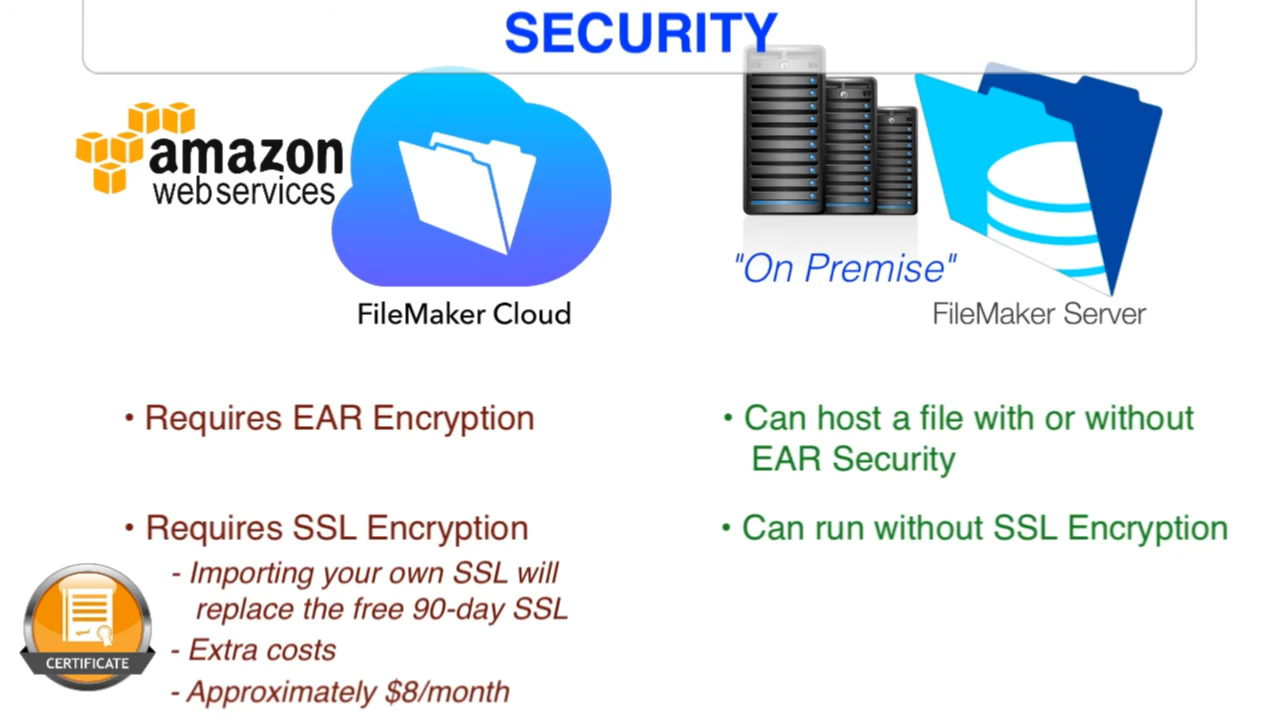 SECURITY
amazon
webservices
FileMaker Cloud
"On Premise"
FileMaker Server
• Requires EAR Encryption
• Requires SSL Encryption
- Importing your own SSL will
replace the free 90-day SSL
- Extra costs
- Approximately $8/month
CERTIFICATE
• Can host a file with or without
EAR Security
• Can run without SSL Encryption